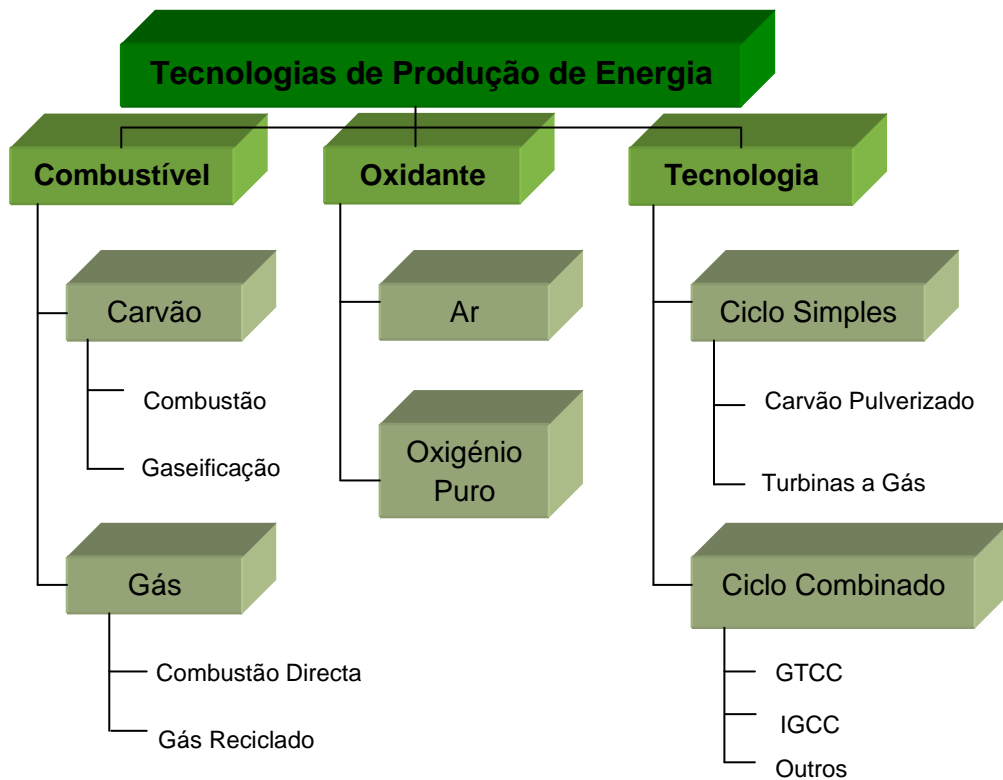 Tecnologias de Produção de Energia
Combustível
Oxidante
Tecnologia
Carvão
Combustão
Gaseificação
Gás
Combustão Directa
Gás Reciclado
Ar
Oxigénio
Puro
Ciclo Simples
Carvão Pulverizado
Turbinas a Gás
Ciclo Combinado
GTCC
IGCC
Outros